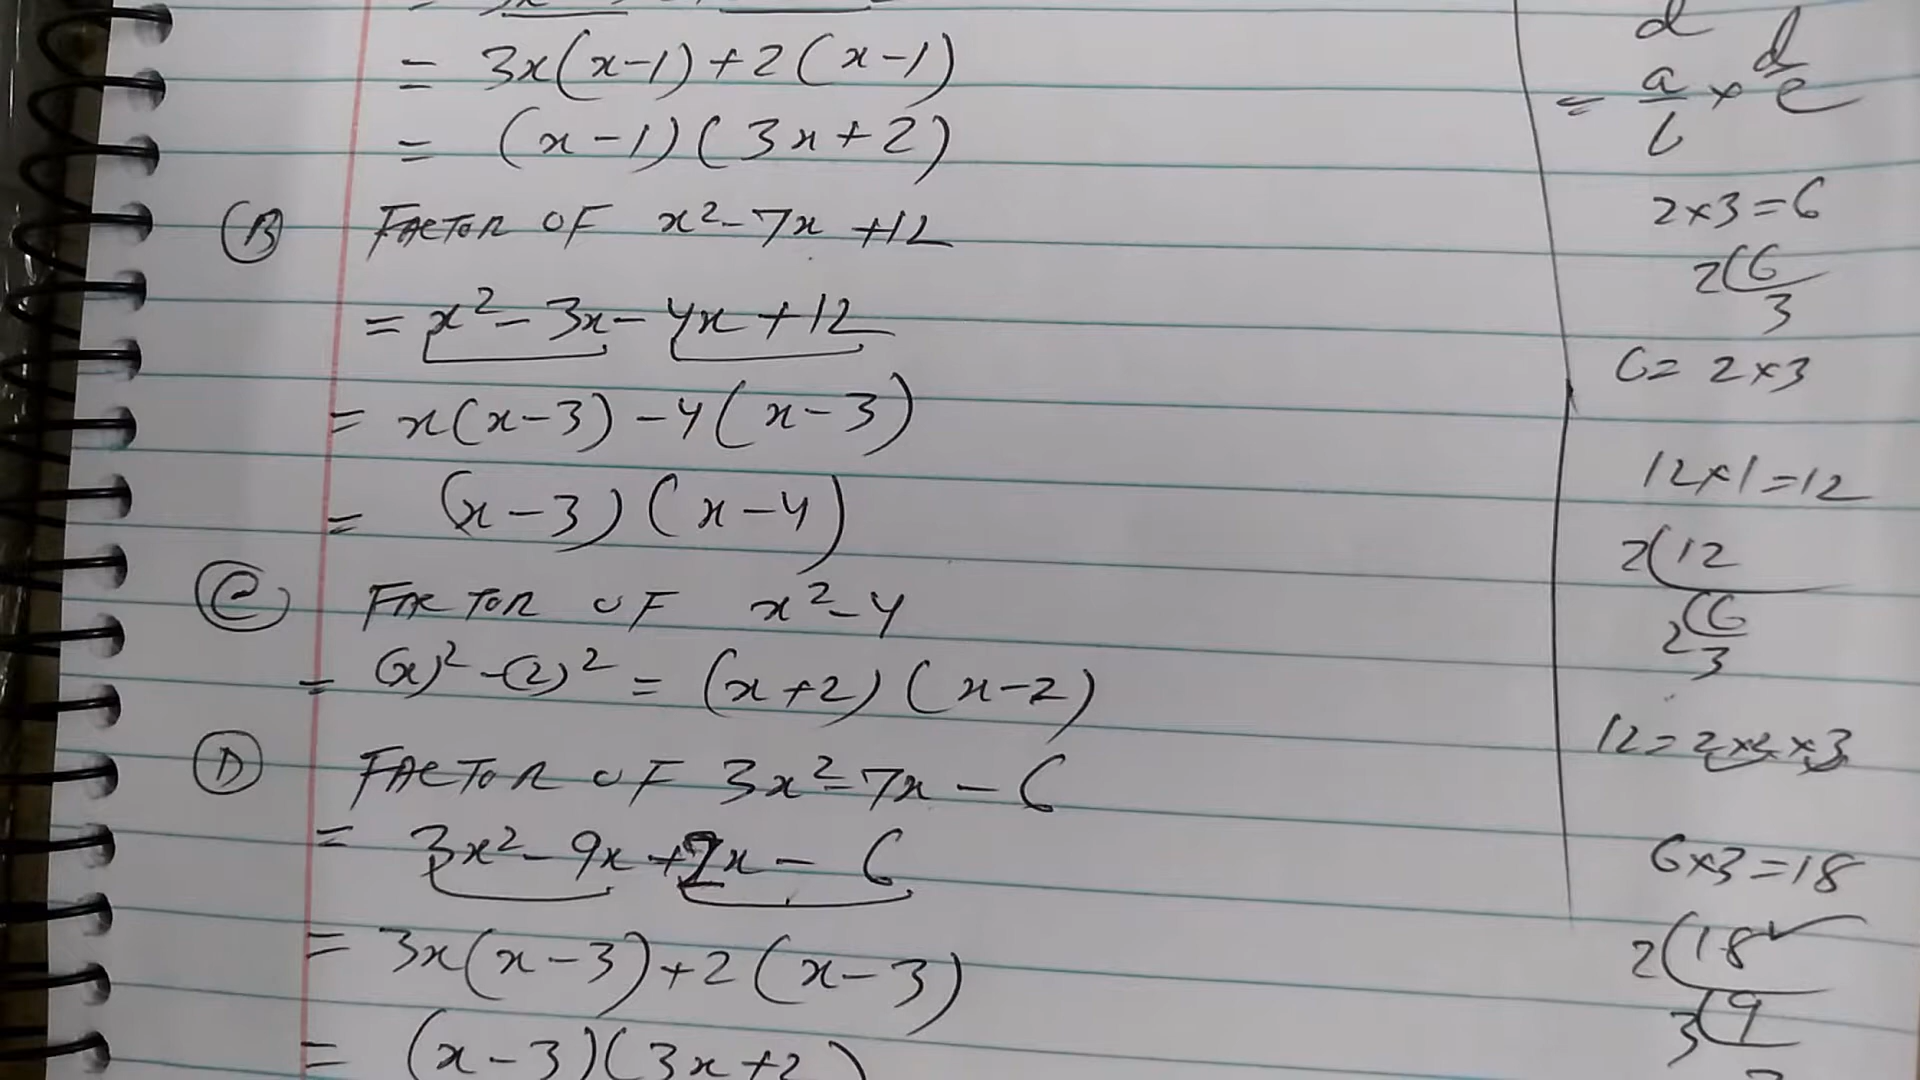 = 3x(x-1)+2(x-1)
= (x-1)(3x+2)
(B) FACTOR OF x²-7x+12
= x²-3x-4x+12
= x(x-3)-4(x-3)
= (x-3)(x-4)
(C) FACTOR OF x²-4
= (x)²-(2)² = (x+2)(x-2)
(D) FACTOR OF 3x²-7x-6
= 3x²-9x+2x-6
= 3x(x-3)+2(x-3)
= (x-3)(3x+2)
d
= a/b × d/e
2×3=6
2(6
3
6= 2×3
12×1=12
2(12
2(6
3
12=2×2×3
6×3=18
2(18
3(9